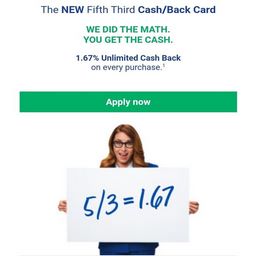 The NEW Fifth Third Cash/Back Card
WE DID THE MATH.
YOU GET THE CASH.
1.67% Unlimited Cash Back
on every purchase.¹
Apply now
5/3=1.67